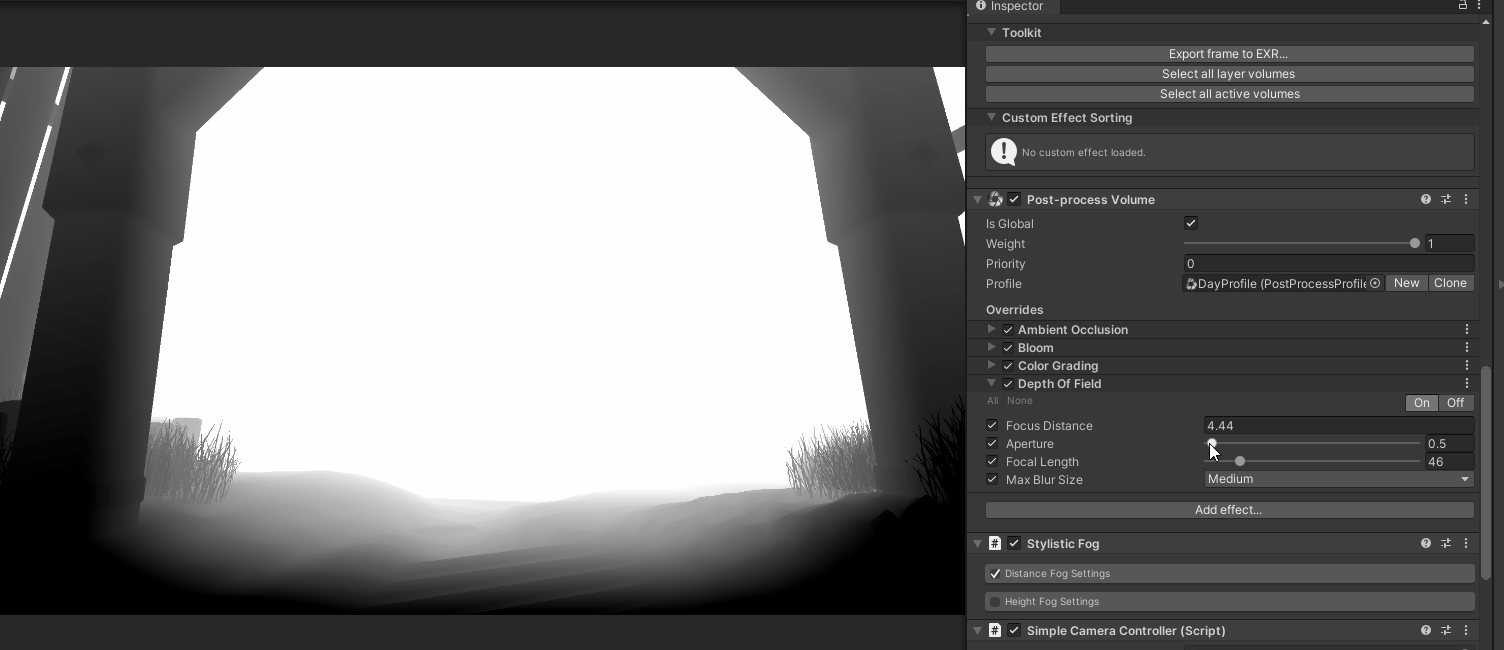 Inspector
Toolkit
Export frame to EXR...
Select all layer volumes
Select all active volumes
Custom Effect Sorting
No custom effect loaded.
Post-process Volume
Is Global
Weight 1
Priority 0
Profile DayProfile (PostProcessProfile New Clone
Overrides
Ambient Occlusion
Bloom
Color Grading
Depth Of Field
All None On Off
Focus Distance 4.44
Aperture 0.5
Focal Length 46
Max Blur Size Medium
Add effect...
# Stylistic Fog
Distance Fog Settings
Height Fog Settings
# Simple Camera Controller (Script)